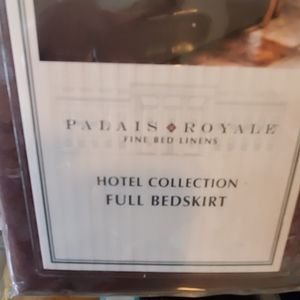 PALAIS ROYALE
FINE BED LINENS
HOTEL COLLECTION
FULL BEDSKIRT